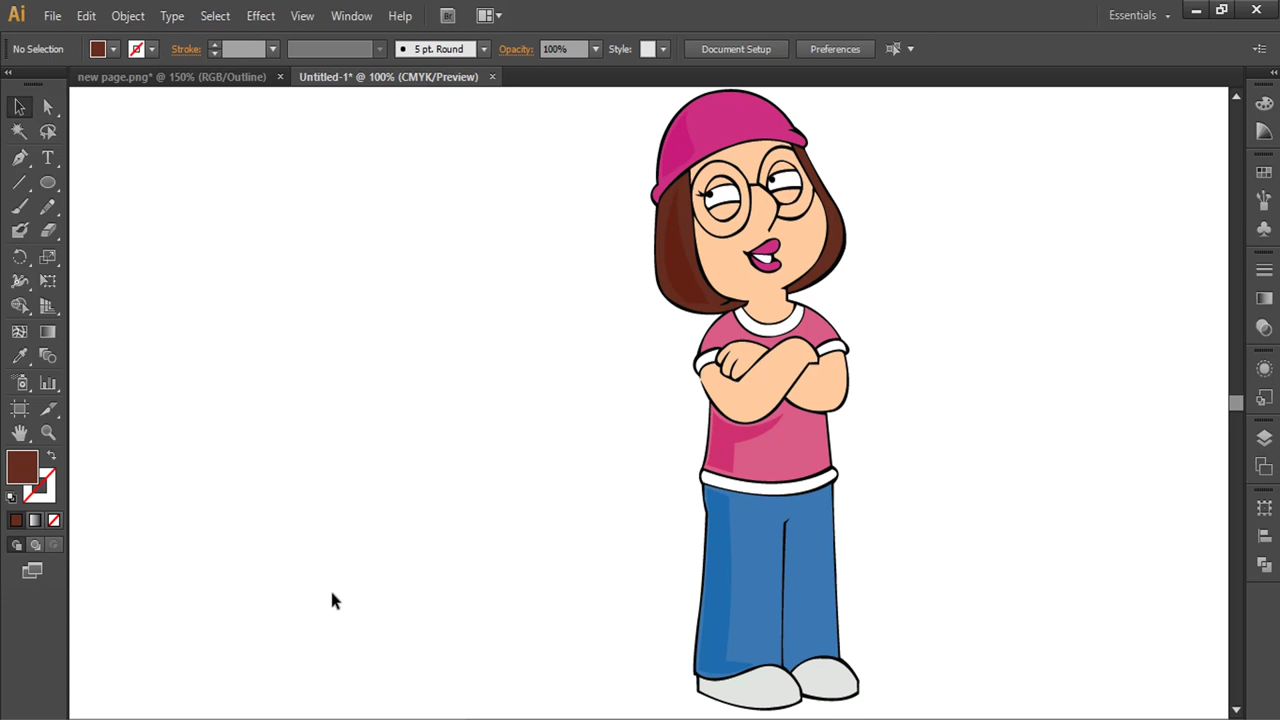 Ai File Edit Object Type Select Effect View Window Help Br Essentials
No Selection Stroke: 5 pt. Round Opacity: 100% Style: Document Setup Preferences
new page.png* @ 150% (RGB/Outline) × Untitled-1* @ 100% (CMYK/Preview) ×
T